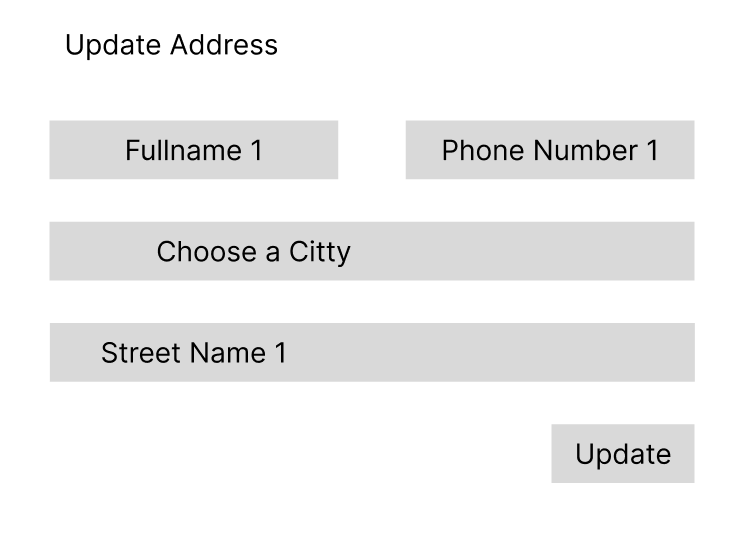 Update Address
Fullname 1
Phone Number 1
Choose a Citty
Street Name 1
Update